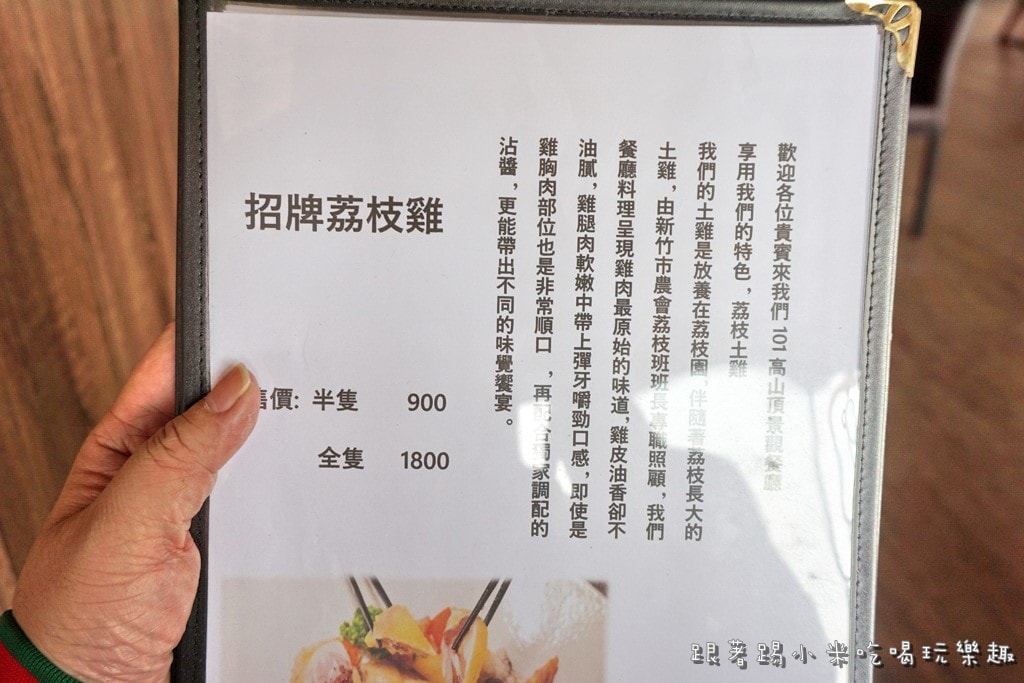 歡迎各位貴賓來我們 101 高山頂景觀餐廳
享用我們的特色，荔枝土雞
我們的土雞是放養在荔枝園，伴隨著荔枝長大的
土雞，由新竹市農會荔枝班班長專職照顧，我們
餐廳料理呈現雞肉最原始的味道，雞皮油香卻不
油膩，雞腿肉軟嫩中帶上彈牙嚼勁口感，即使是
雞胸肉部位也是非常順口，再配合獨家調配的
沾醬，更能帶出不同的味覺饗宴。
招牌荔枝雞
售價: 半隻 900
全隻 1800
跟著踢小米吃喝玩樂趣